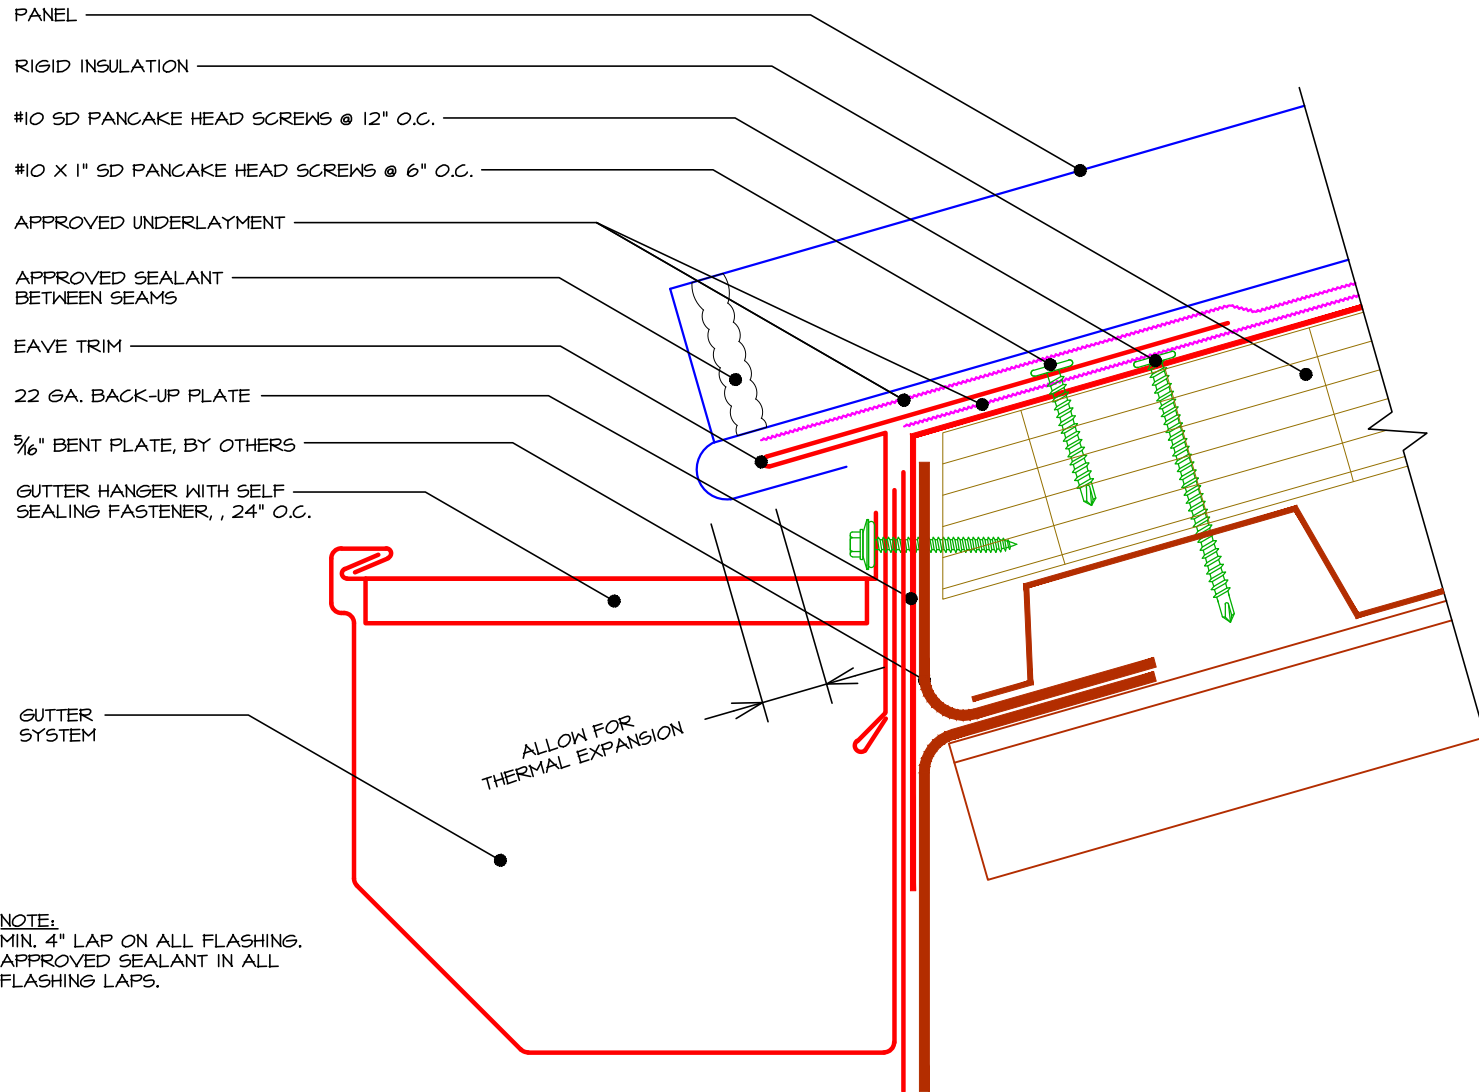 PANEL
RIGID INSULATION
#10 SD PANCAKE HEAD SCREWS @ 12" O.C.
#10 X 1" SD PANCAKE HEAD SCREWS @ 6" O.C.
APPROVED UNDERLAYMENT
APPROVED SEALANT
BETWEEN SEAMS
EAVE TRIM
22 GA. BACK-UP PLATE
5/16" BENT PLATE, BY OTHERS
GUTTER HANGER WITH SELF
SEALING FASTENER, , 24" O.C.
GUTTER
SYSTEM
ALLOW FOR
THERMAL EXPANSION
NOTE:
MIN. 4" LAP ON ALL FLASHING.
APPROVED SEALANT IN ALL
FLASHING LAPS.